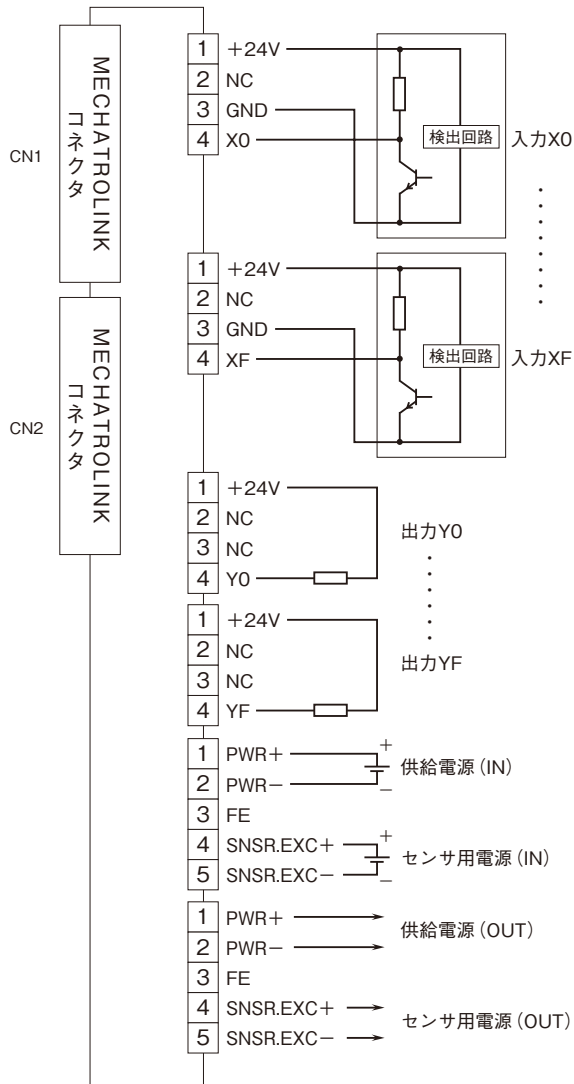 CN1
MECHATROLINK
コネクタ
CN2
MECHATROLINK
コネクタ
1 +24V
2 NC
3 GND
4 X0
検出回路
入力X0
1 +24V
2 NC
3 GND
4 XF
検出回路
入力XF
1 +24V
2 NC
3 NC
4 Y0
出力Y0
1 +24V
2 NC
3 NC
4 YF
出力YF
1 PWR+
2 PWR−
3 FE
4 SNSR.EXC+
5 SNSR.EXC−
+
−
供給電源(IN)
+
−
センサ用電源(IN)
1 PWR+
2 PWR−
3 FE
4 SNSR.EXC+
5 SNSR.EXC−
供給電源(OUT)
センサ用電源(OUT)